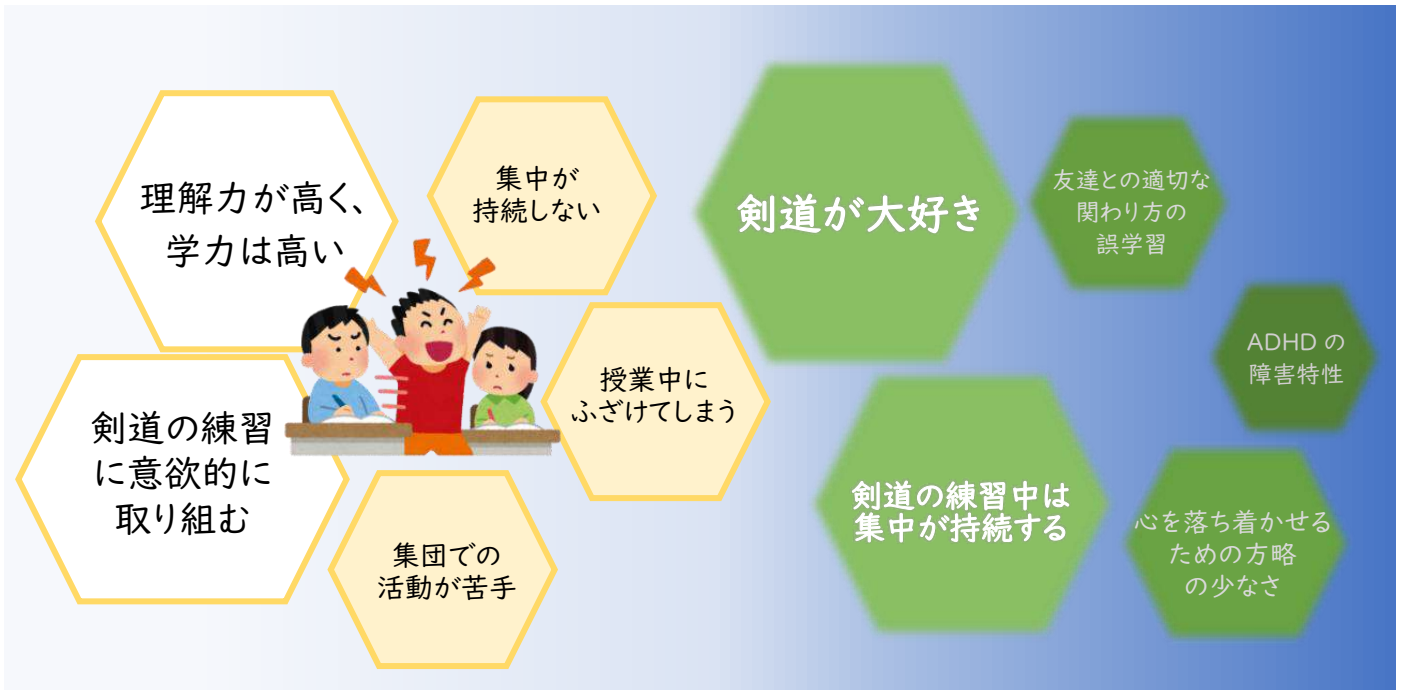 理解力が高く、
学力は高い
集中が
持続しない
剣道が大好き
友達との適切な
関わり方の
誤学習
ADHD の
障害特性
授業中に
ふざけてしまう
剣道の練習
に意欲的に
取り組む
剣道の練習中は
集中が持続する
心を落ち着かせる
ための方略
の少なさ
集団での
活動が苦手